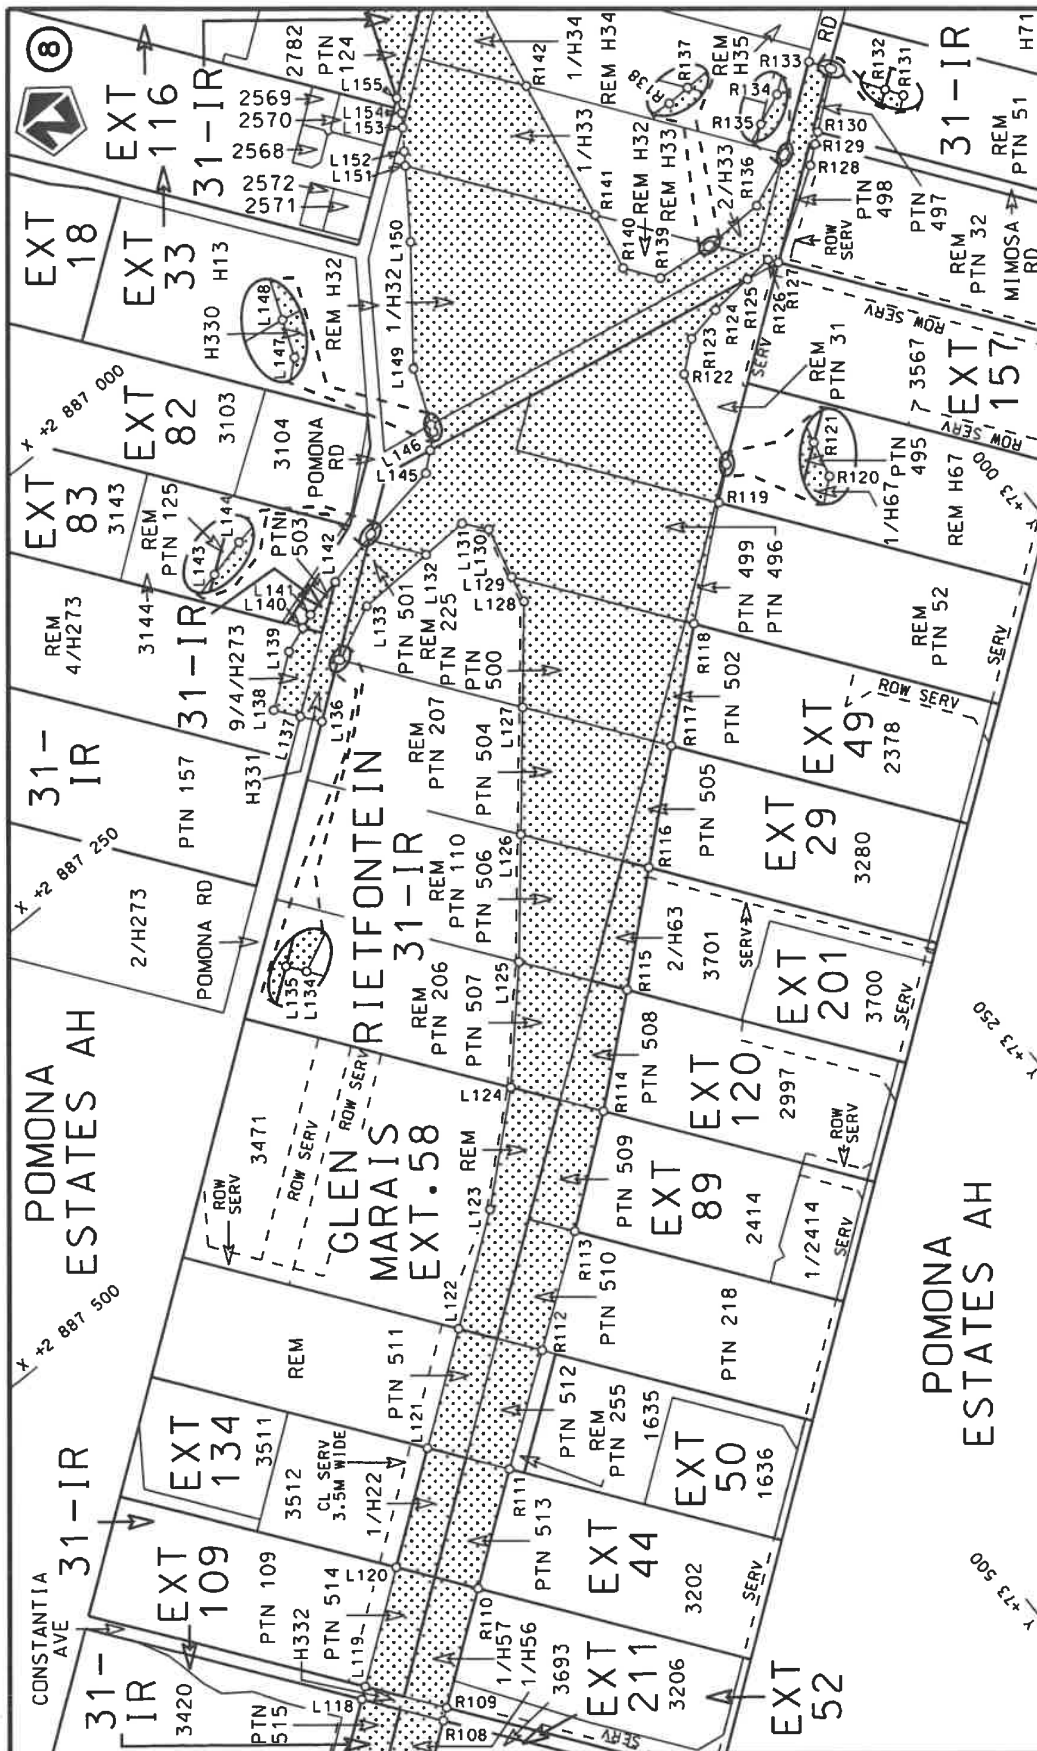 8
CONSTANTIA
AVE
31-IR
POMONA
ESTATES AH
X +2 887 500
X +2 887 250
X +2 887 000
31-
IR
3420
PTN
515
EXT
109
PTN 109
H332
PTN 514
L119
L118
EXT
134
3511
3512
CL SERV
3.5M WIDE
1/H22
L120
REM
PTN 511
L121
L122
ROW
SERV
3471
ROW SERV
ROW SERV
GLEN
MARAIS
EXT.58
REM
L123
L124
2/H273
POMONA RD
PTN 157
31-
IR
H331
L135
L134
RIETFONTEIN
31-IR
REM
PTN 206
PTN 507
L125
REM
PTN 110
PTN 506
L126
REM
PTN 207
PTN 504
L127
REM
4/H273
3144
31-IR
9/4/H273
L138
L137
L136
L139
L140
L141
L142
PTN
503
L143
L144
REM
PTN 125
EXT
83
3143
EXT
82
3103
3104
POMONA
RD
L133
PTN 501
REM
PTN 225
PTN
500
L132
L131
L130
L129
L128
L145
L146
EXT
18
EXT
33
H13
H330
L147
L148
REM H32
1/H32
L149
L150
EXT
116
31-IR
2782
PTN
124
2569
2570
2568
2572
2571
L155
L154
L153
L152
L151
R142
1/H34
REM H34
1/H33
R141
R140
REM H32
R139
REM H33
2/H33
R138
R137
REM
H35
R134
R135
R136
R133
RD
R132
R131
R130
R129
R128
31-IR
REM
PTN 51
H71
PTN
498
PTN
497
ROW
SERV
REM
PTN 32
MIMOSA
RD
R127
R126
R125
R124
R123
R122
SERV
ROW SERV
REM
PTN 31
3567
EXT
157
ROW SERV
R121
R120
PTN
495
1/H67
REM H67
Y +73 000
R119
PTN 499
PTN 496
REM
PTN 52
SERV
R118
R117
PTN 502
ROW SERV
EXT
49
2378
R116
PTN 505
EXT
29
3280
R115
2/H63
3701
SERV
EXT
201
3700
SERV
R114
PTN 508
EXT
120
2997
ROW
SERV
Y +73 250
R113
PTN 509
EXT
89
2414
1/2414
SERV
R112
PTN 510
PTN 218
POMONA
ESTATES AH
R111
PTN 512
REM
PTN 255
1635
EXT
50
1636
R110
PTN 513
EXT
44
3202
SERV
Y +73 500
R109
R108
1/H57
1/H56
3693
EXT
211
3206
SERV
EXT
52